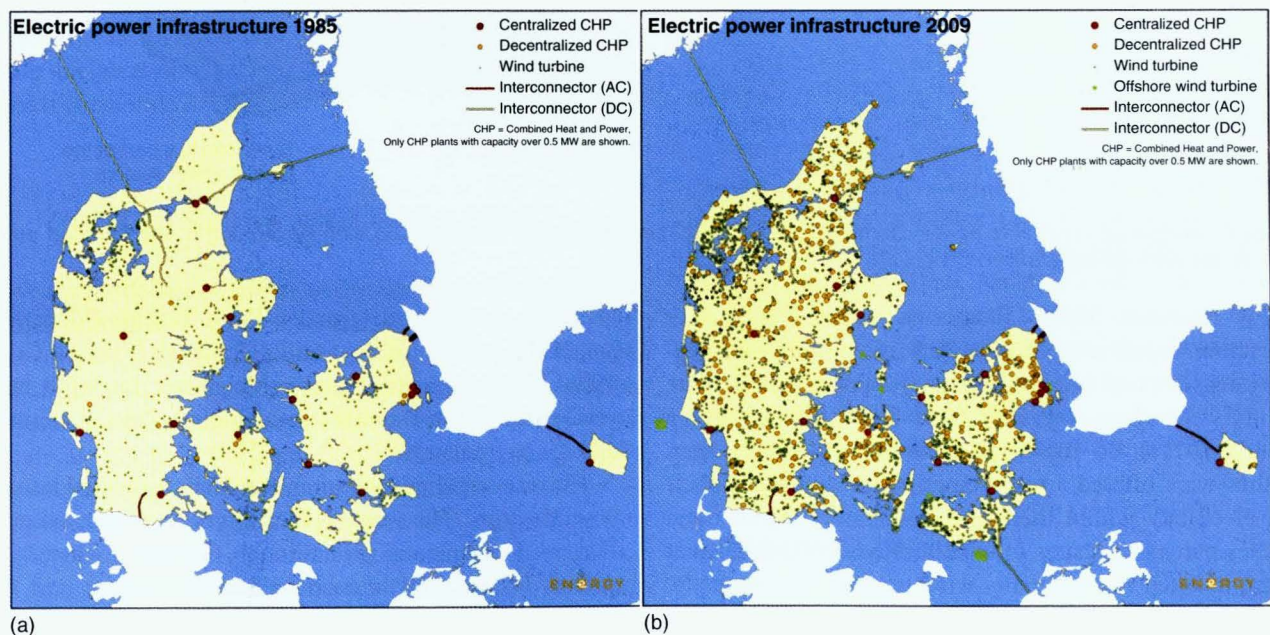 Electric power infrastructure 1985
Centralized CHP
Decentralized CHP
Wind turbine
Interconnector (AC)
Interconnector (DC)
CHP = Combined Heat and Power,
Only CHP plants with capacity over 0.5 MW are shown.
ENERGY
(a)
Electric power infrastructure 2009
Centralized CHP
Decentralized CHP
Wind turbine
Offshore wind turbine
Interconnector (AC)
Interconnector (DC)
CHP = Combined Heat and Power,
Only CHP plants with capacity over 0.5 MW are shown.
ENERGY
(b)